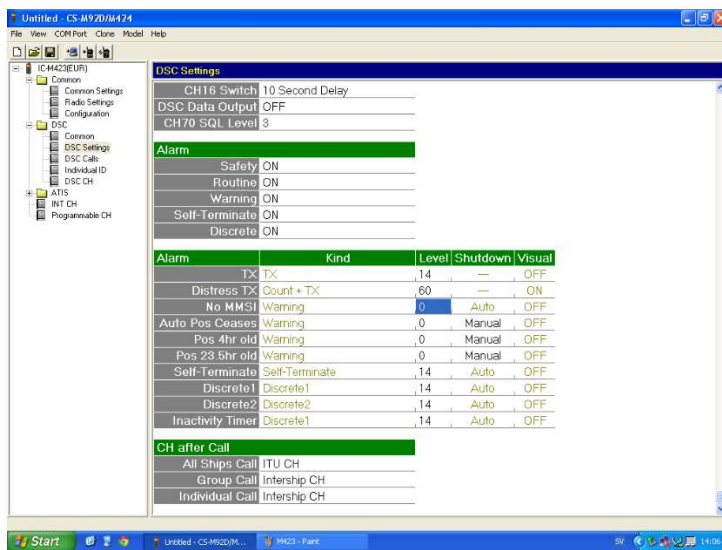 Untitled - CS-M92D/M424
File View COM Port Clone Model Help
IC-M423(EUR)
Common
Common Settings
Radio Settings
Configuration
DSC
Common
DSC Settings
DSC Calls
Individual ID
DSC CH
ATIS
INT CH
Programmable CH
DSC Settings
CH16 Switch 10 Second Delay
DSC Data Output OFF
CH70 SQL Level 3
Alarm
Safety ON
Routine ON
Warning ON
Self-Terminate ON
Discrete ON
Alarm Kind Level Shutdown Visual
TX TX 14 — OFF
Distress TX Count + TX 60 — ON
No MMSI Warning 0 Auto OFF
Auto Pos Ceases Warning 0 Manual OFF
Pos 4hr old Warning 0 Manual OFF
Pos 23.5hr old Warning 0 Manual OFF
Self-Terminate Self-Terminate 14 Auto OFF
Discrete1 Discrete1 14 Auto OFF
Discrete2 Discrete2 14 Auto OFF
Inactivity Timer Discrete1 14 Auto OFF
CH after Call
All Ships Call ITU CH
Group Call Intership CH
Individual Call Intership CH
Start Untitled - CS-M92D/M... M423 - Paint SV 14:06